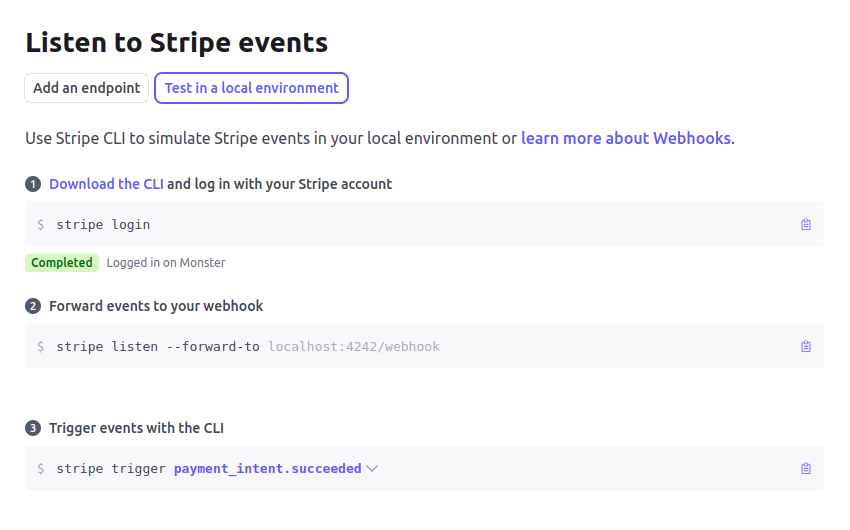 Listen to Stripe events
Add an endpoint Test in a local environment
Use Stripe CLI to simulate Stripe events in your local environment or learn more about Webhooks.
1 Download the CLI and log in with your Stripe account
$ stripe login
Completed Logged in on Monster
2 Forward events to your webhook
$ stripe listen --forward-to localhost:4242/webhook
3 Trigger events with the CLI
$ stripe trigger payment_intent.succeeded